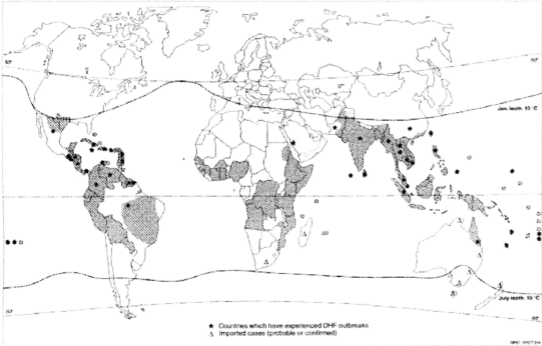 Jan. isoth. 10 °C
July isoth. 10 °C
★ Countries which have experienced DHF outbreaks
∆ Imported cases (probable or confirmed)